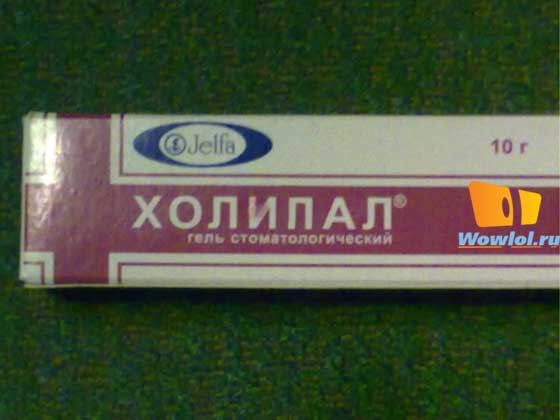 Jelfa
10 г
ХОЛИПАЛ®
гель стоматологический
Wowlol.ru